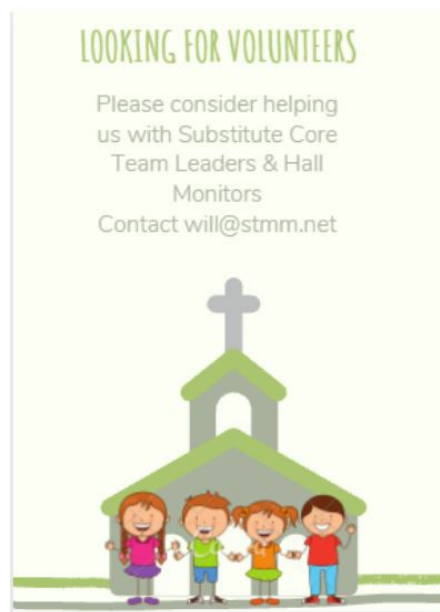 LOOKING FOR VOLUNTEERS
Please consider helping
us with Substitute Core
Team Leaders & Hall
Monitors
Contact will@stmm.net